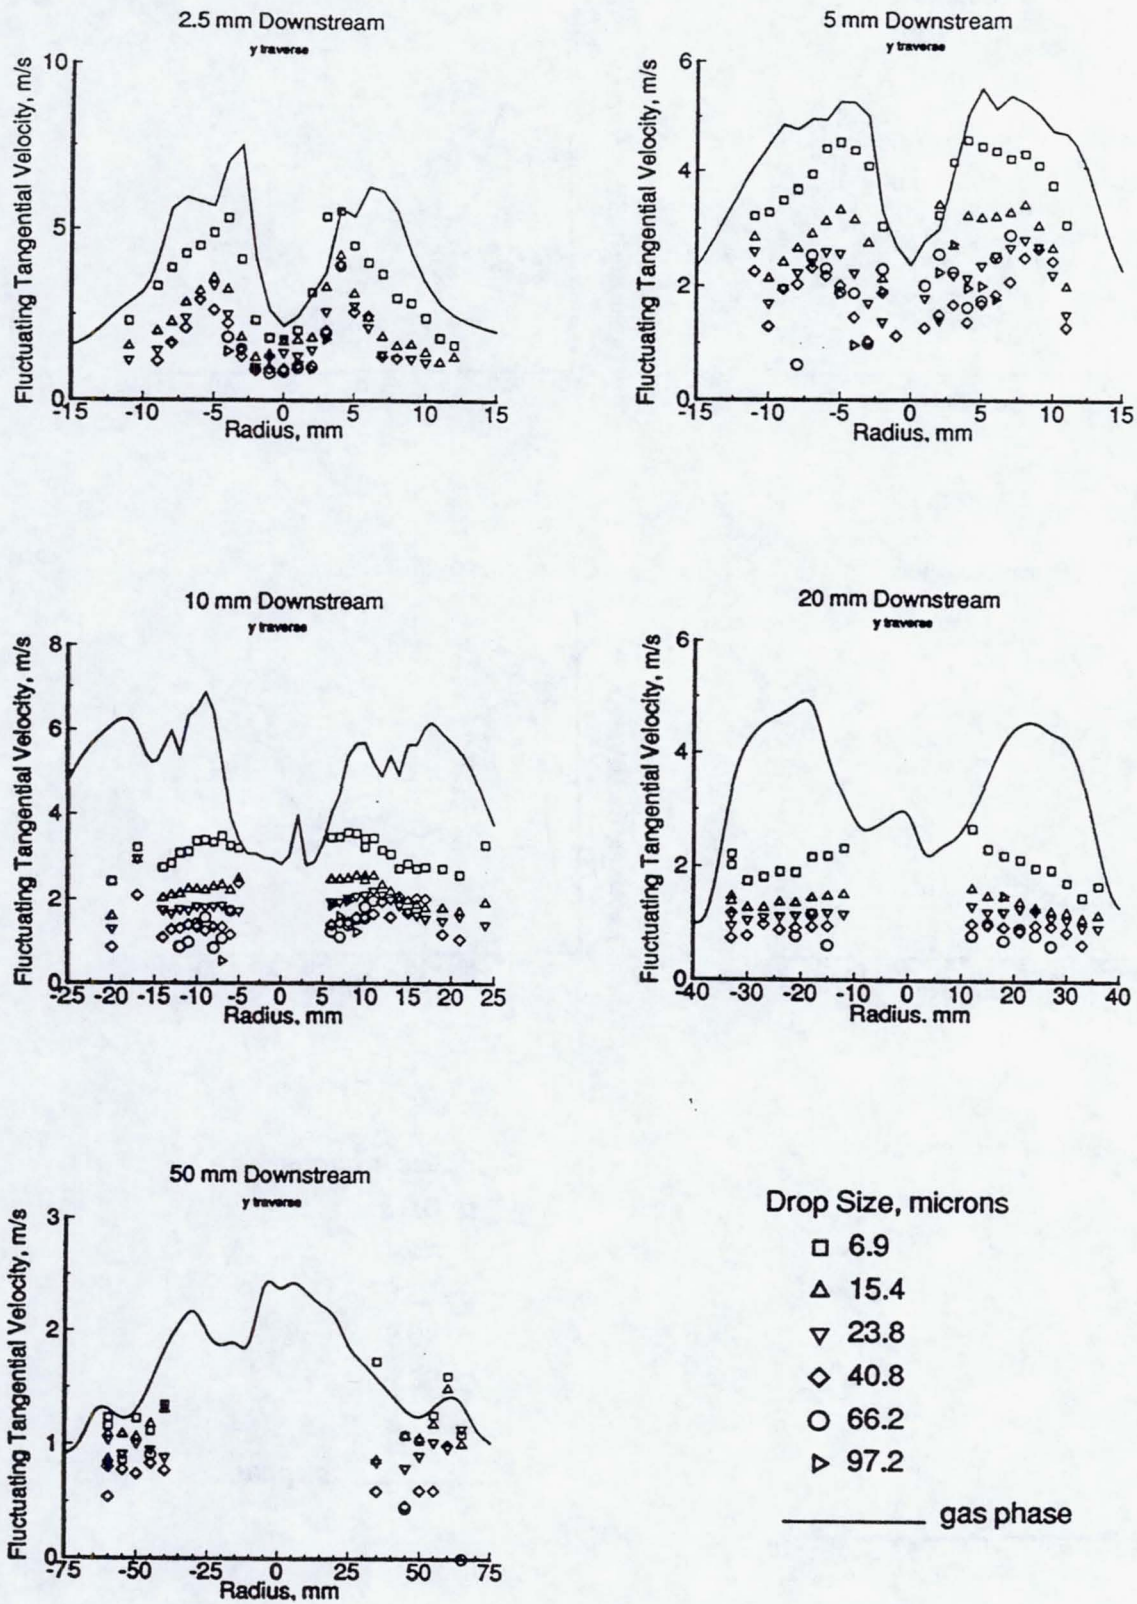 2.5 mm Downstream
y traverse
Fluctuating Tangential Velocity, m/s
10
5
0
-15 -10 -5 0 5 10 15
Radius, mm
5 mm Downstream
y traverse
Fluctuating Tangential Velocity, m/s
6
4
2
0
-15 -10 -5 0 5 10 15
Radius, mm
10 mm Downstream
y traverse
Fluctuating Tangential Velocity, m/s
8
6
4
2
0
-25 -20 -15 -10 -5 0 5 10 15 20 25
Radius, mm
20 mm Downstream
y traverse
Fluctuating Tangential Velocity, m/s
6
4
2
0
-40 -30 -20 -10 0 10 20 30 40
Radius, mm
50 mm Downstream
y traverse
Fluctuating Tangential Velocity, m/s
3
2
1
0
-75 -50 -25 0 25 50 75
Radius, mm
Drop Size, microns
6.9
15.4
23.8
40.8
66.2
97.2
gas phase